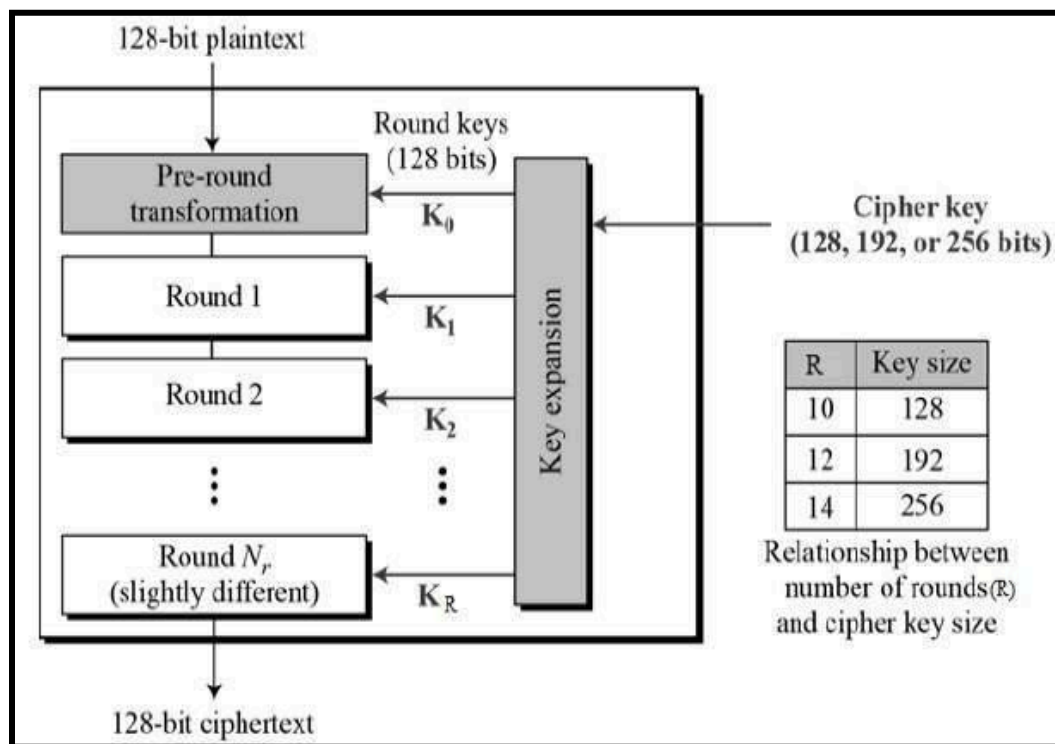 128-bit plaintext
Round keys
(128 bits)
Pre-round
transformation
K0
Cipher key
(128, 192, or 256 bits)
Round 1
K1
Key expansion
Round 2
K2
R Key size
10 128
12 192
14 256
Relationship between
number of rounds(R)
and cipher key size
Round Nr
(slightly different)
KR
128-bit ciphertext